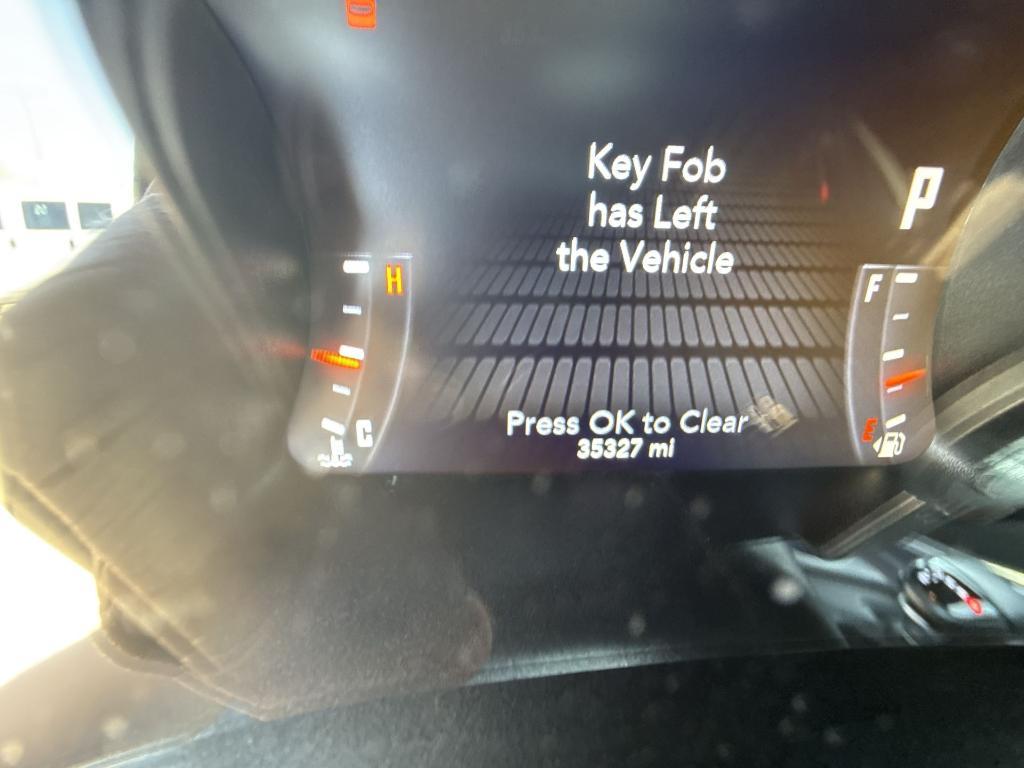 Key Fob
has Left
the Vehicle
P
H
F
Press OK to Clear
35327 mi
C
E